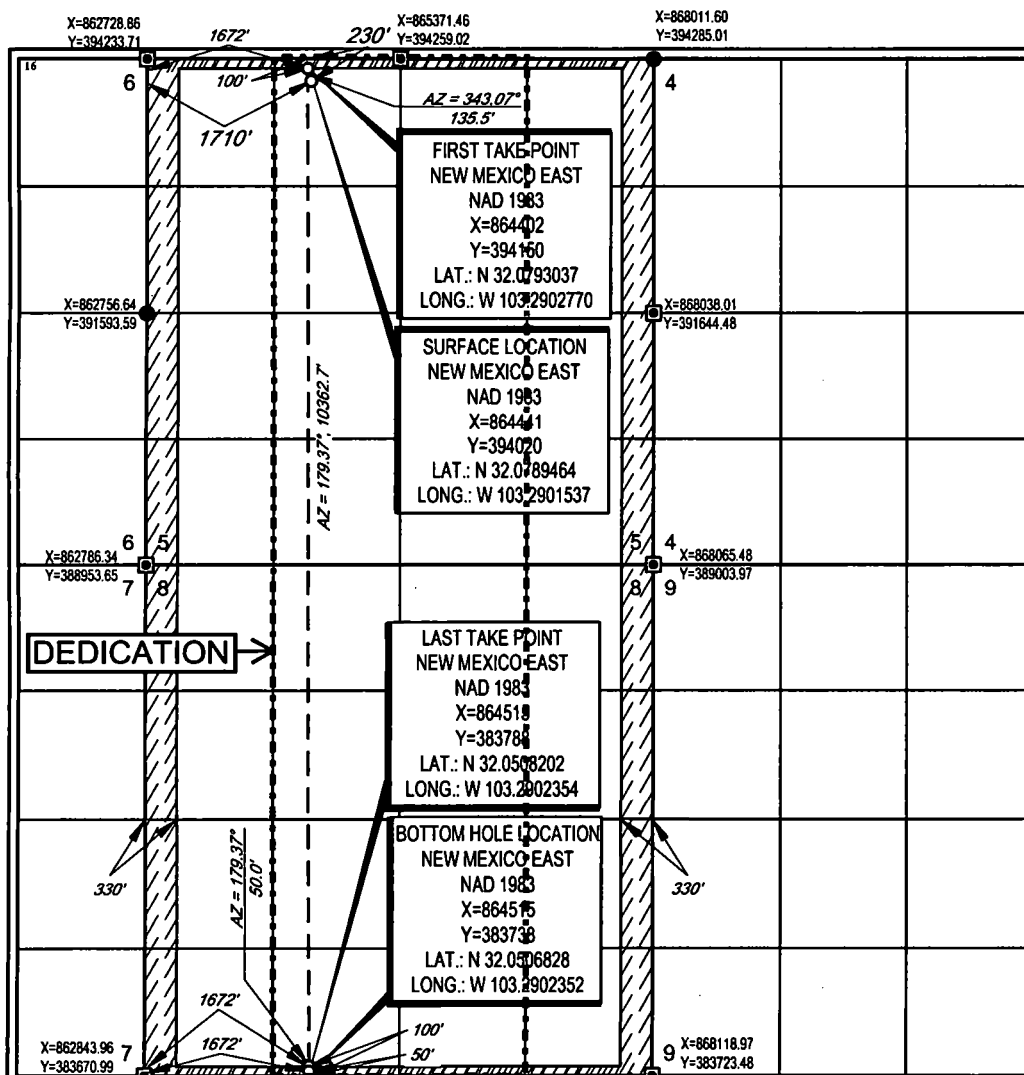 X=862728.86
Y=394233.71
1672'
230'
X=865371.46
Y=394259.02
X=868011.60
Y=394285.01
16
6
100'
1710'
AZ = 343.07°
135.5'
4
FIRST TAKE POINT
NEW MEXICO EAST
NAD 1983
X=864402
Y=394150
LAT.: N 32.0793037
LONG.: W 103.2902770
X=862756.64
Y=391593.59
X=868038.01
Y=391644.48
SURFACE LOCATION
NEW MEXICO EAST
NAD 1983
X=864441
Y=394020
LAT.: N 32.0789464
LONG.: W 103.2901537
AZ = 179.37°, 10362.7'
6 5
X=862786.34
Y=388953.65
7 8
5 4
X=868065.48
Y=389003.97
8 9
DEDICATION
LAST TAKE POINT
NEW MEXICO EAST
NAD 1983
X=864515
Y=383788
LAT.: N 32.0508202
LONG.: W 103.2902354
BOTTOM HOLE LOCATION
NEW MEXICO EAST
NAD 1983
X=864515
Y=383738
LAT.: N 32.0506828
LONG.: W 103.2902352
330'
330'
AZ = 179.37°
50.0'
1672'
1672'
100'
50'
X=862843.96
Y=383670.99
7
9
X=868118.97
Y=383723.48